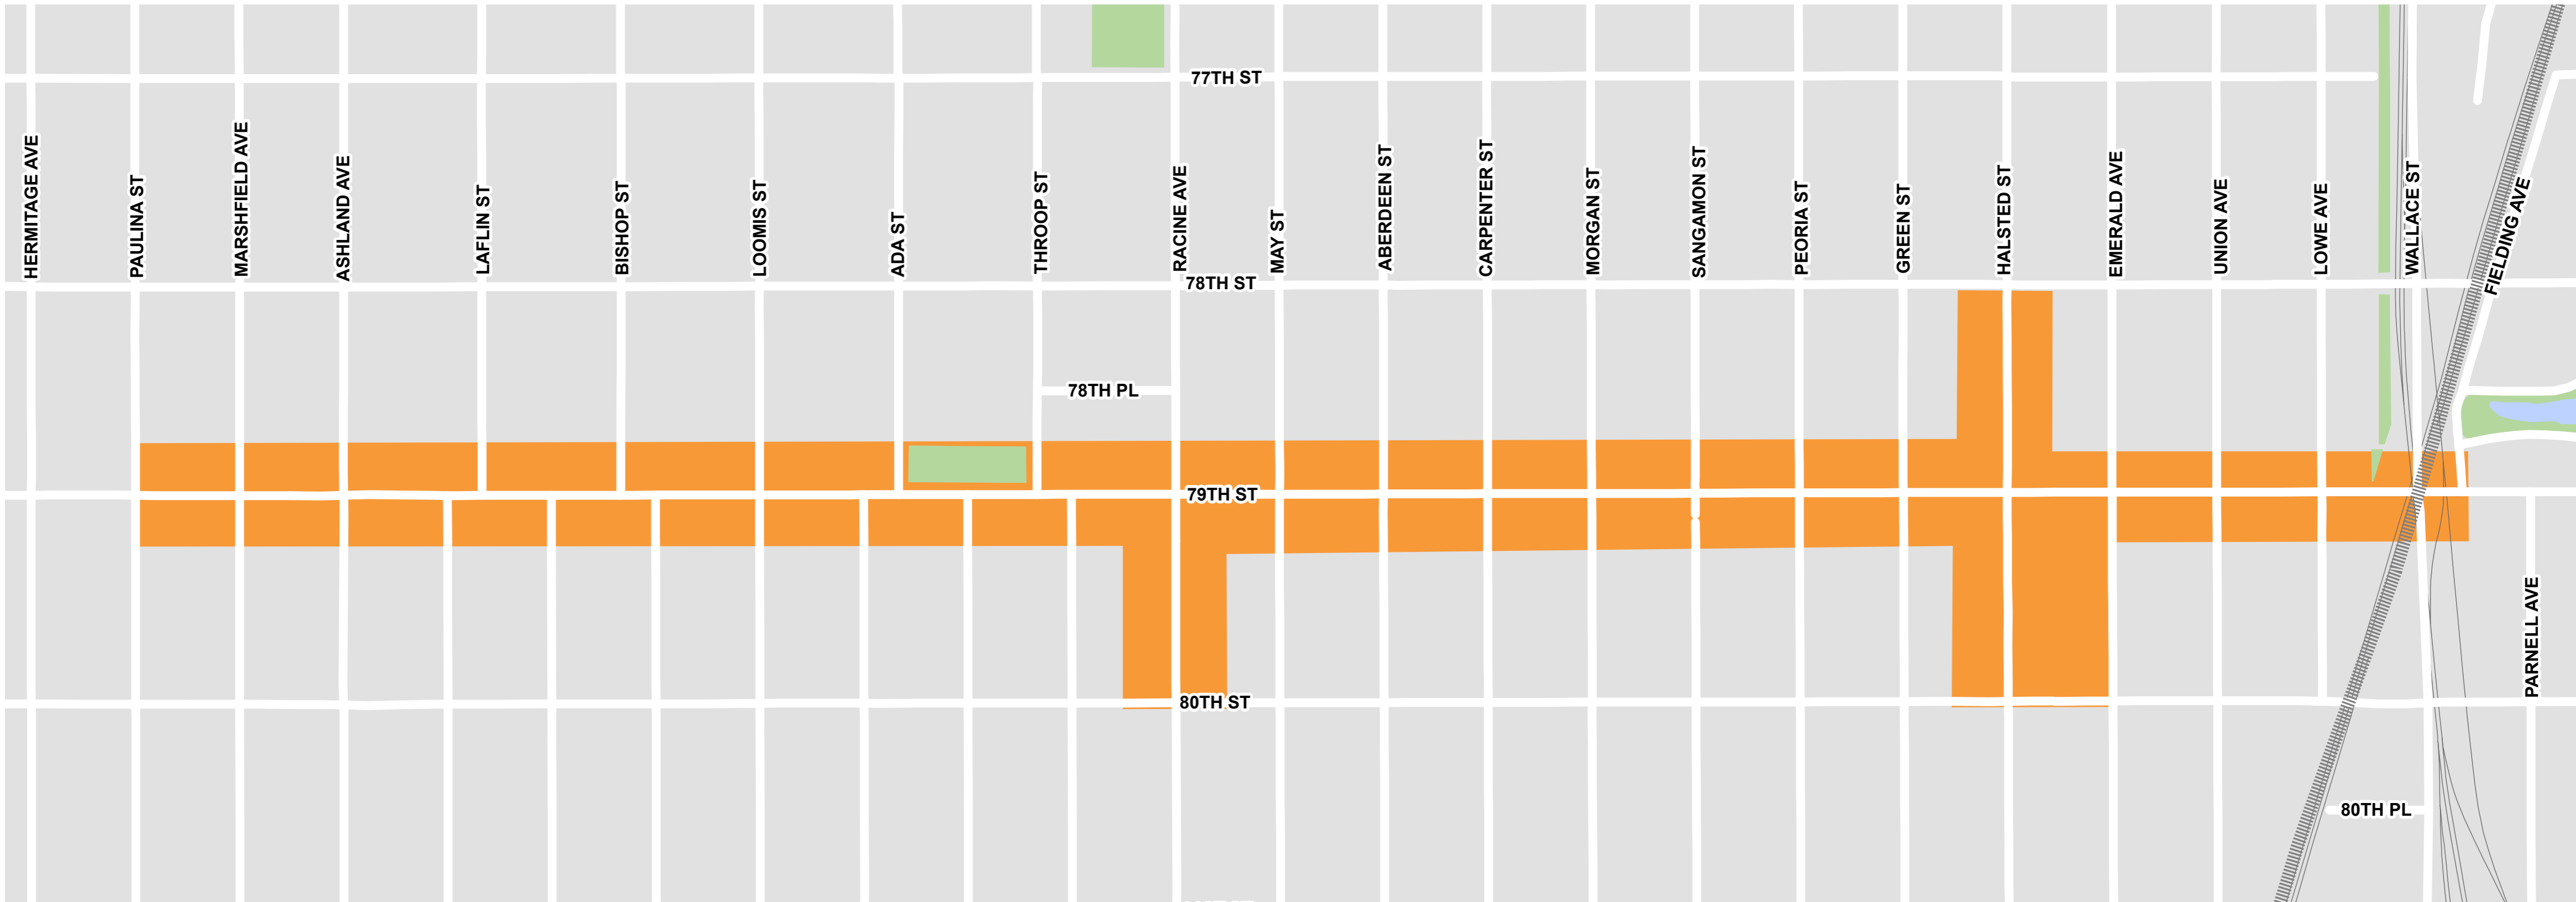 77TH ST
HERMITAGE AVE
PAULINA ST
MARSHFIELD AVE
ASHLAND AVE
LAFLIN ST
BISHOP ST
LOOMIS ST
ADA ST
THROOP ST
RACINE AVE
MAY ST
ABERDEEN ST
CARPENTER ST
MORGAN ST
SANGAMON ST
PEORIA ST
GREEN ST
HALSTED ST
EMERALD AVE
UNION AVE
LOWE AVE
WALLACE ST
FIELDING AVE
78TH ST
78TH PL
79TH ST
PARNELL AVE
80TH ST
80TH PL